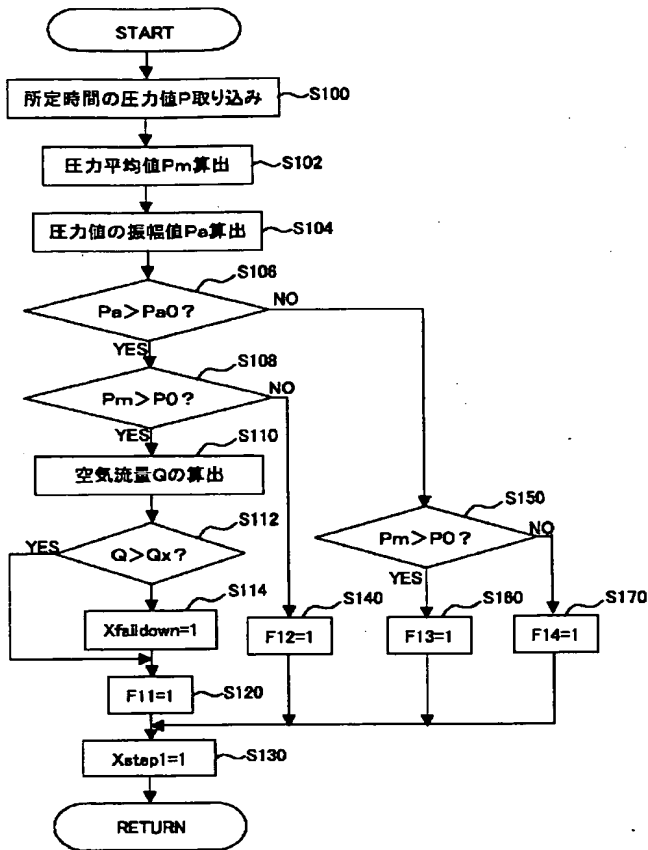 START
所定時間の圧力値P取り込み
S100
圧力平均値Pm算出
S102
圧力値の振幅値Pa算出
S104
Pa>Pa0?
S106
NO
YES
Pm>P0?
S108
NO
YES
空気流量Qの算出
S110
Q>Qx?
S112
YES
Xfaildown=1
S114
F11=1
S120
F12=1
S140
Pm>P0?
S150
NO
YES
F13=1
S160
F14=1
S170
Xstep1=1
S130
RETURN